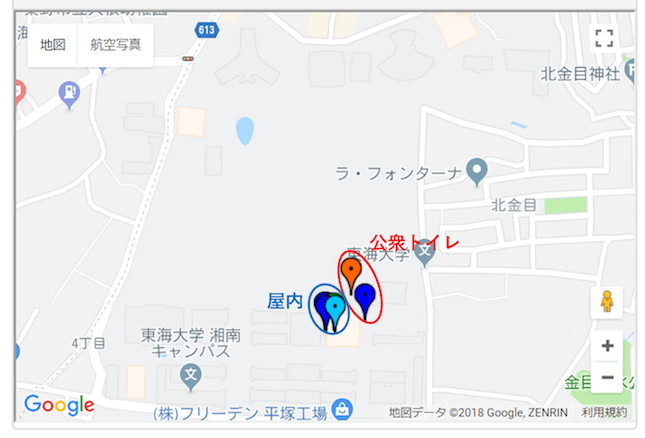 613
地図
航空写真
北金目神社
ラ・フォンターナ
北金目
公衆トイレ
東海大学
屋内
4丁目
東海大学 湘南
キャンパス
(株)フリーデン 平塚工場
Google
地図データ ©2018 Google, ZENRIN
利用規約